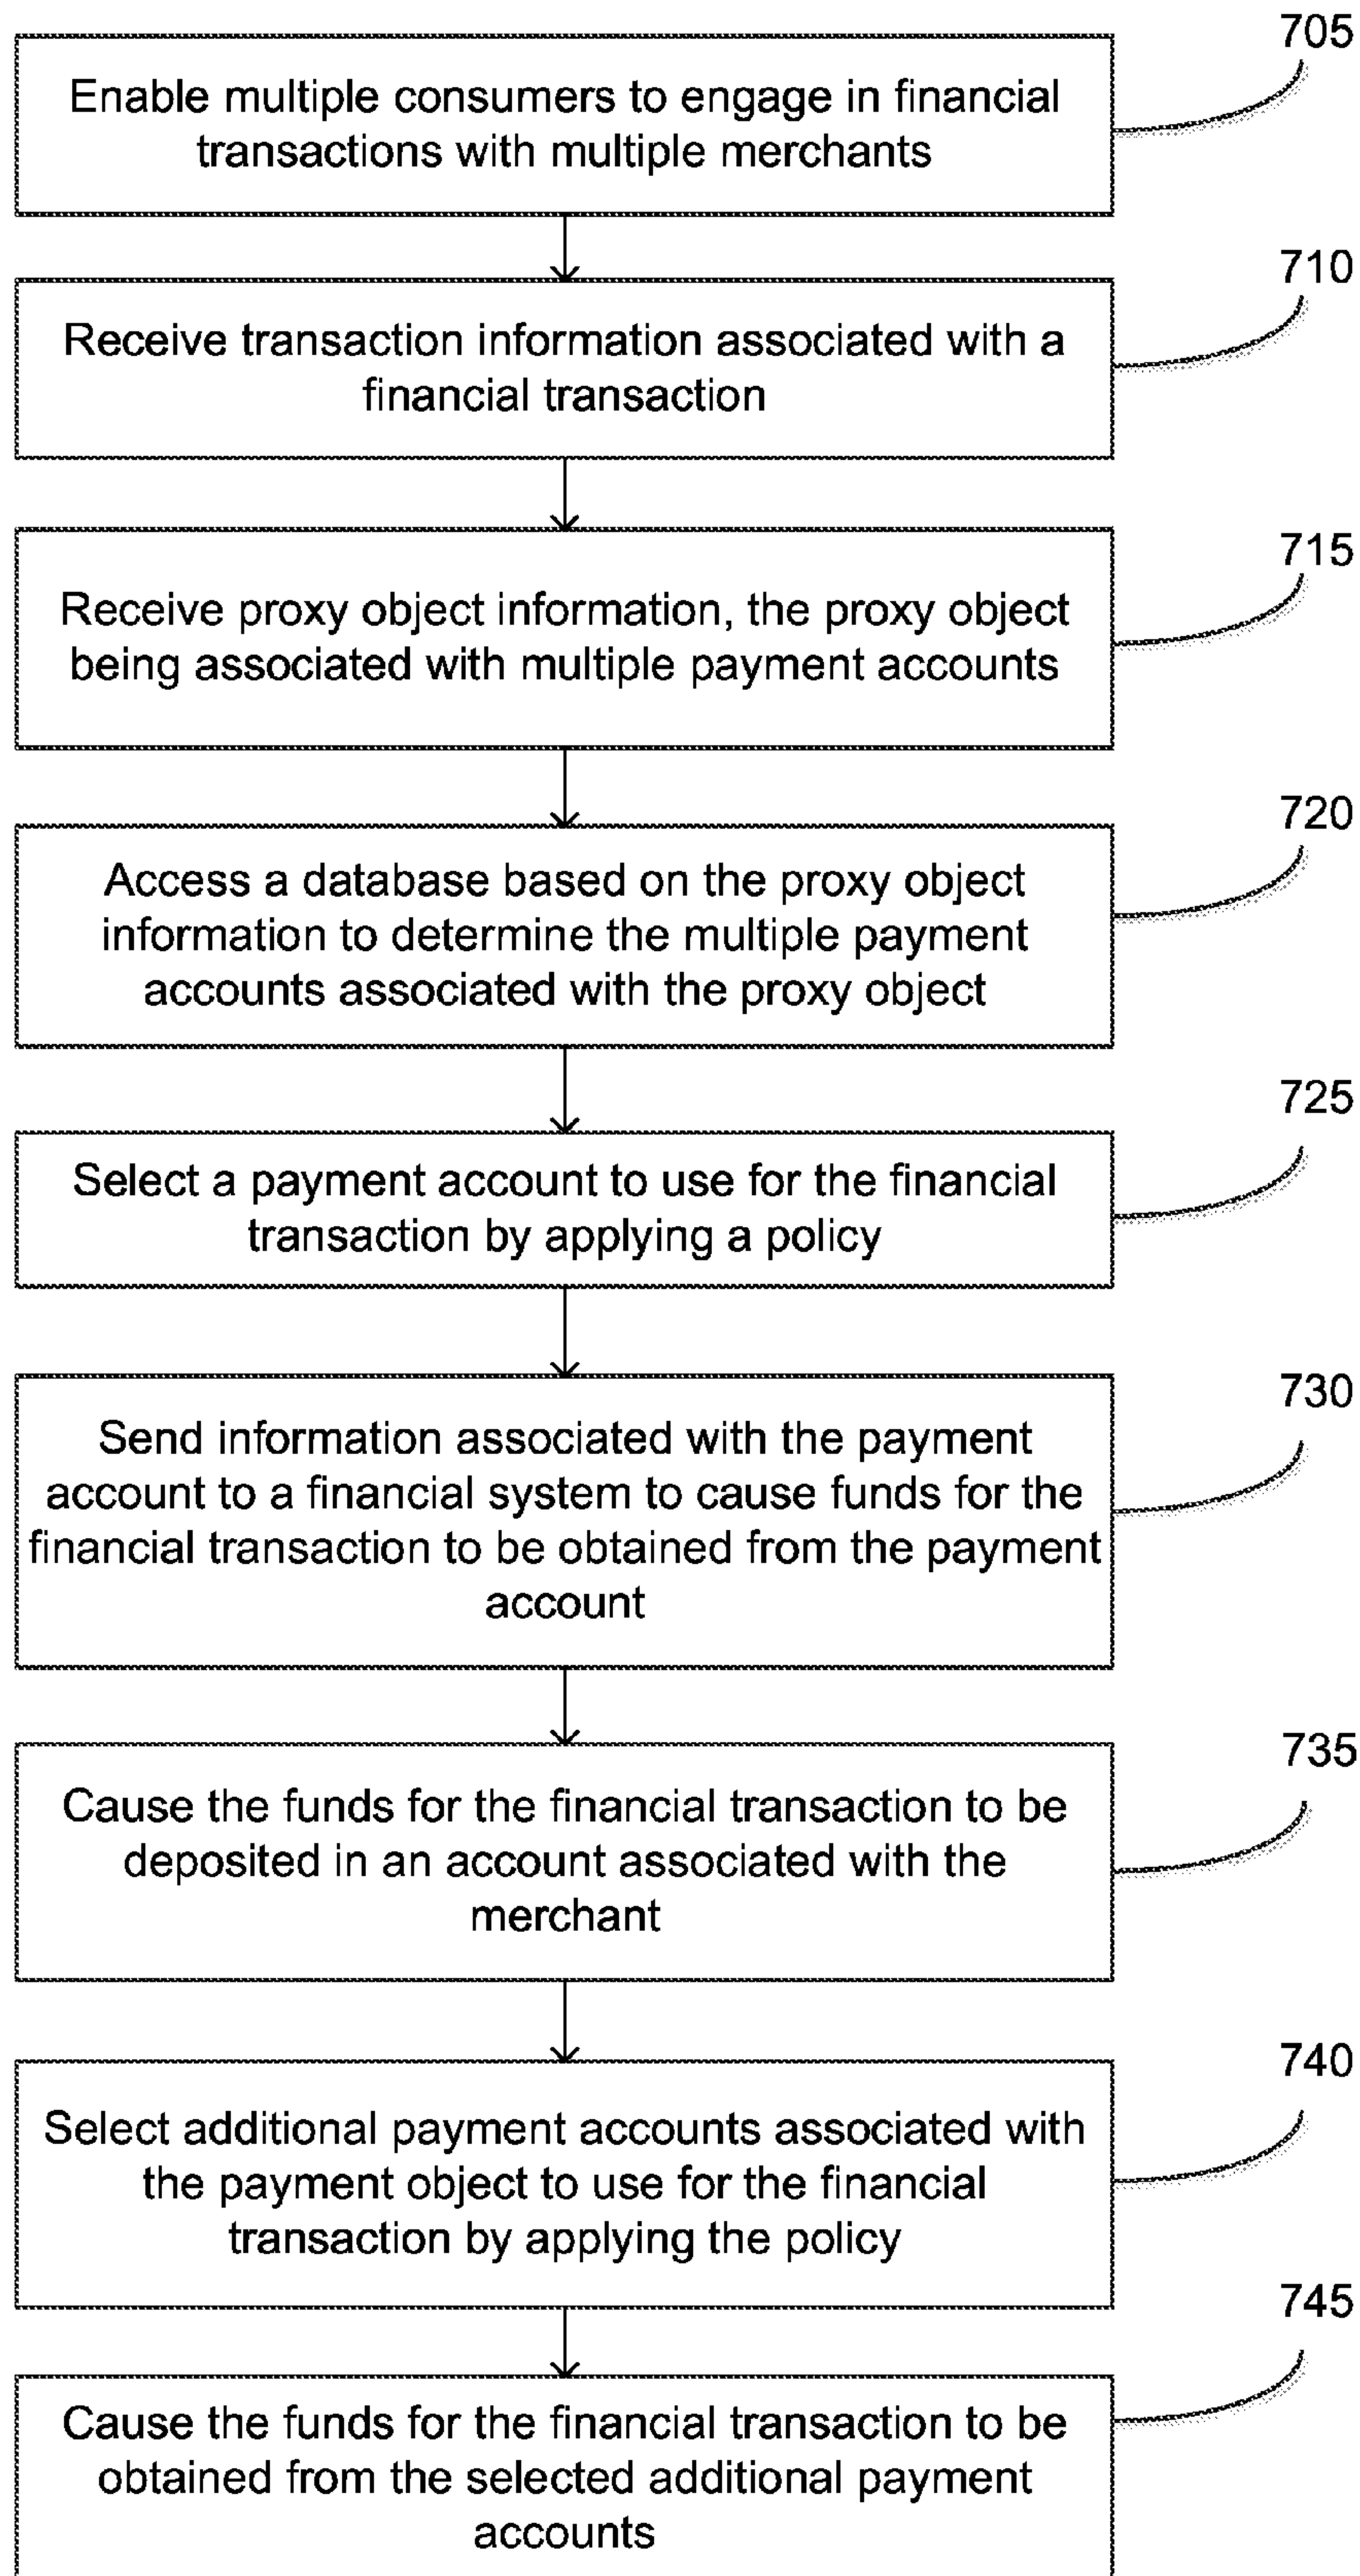 705
Enable multiple consumers to engage in financial
transactions with multiple merchants
710
Receive transaction information associated with a
financial transaction
715
Receive proxy object information, the proxy object
being associated with multiple payment accounts
720
Access a database based on the proxy object
information to determine the multiple payment
accounts associated with the proxy object
725
Select a payment account to use for the financial
transaction by applying a policy
730
Send information associated with the payment
account to a financial system to cause funds for the
financial transaction to be obtained from the payment
account
735
Cause the funds for the financial transaction to be
deposited in an account associated with the
merchant
740
Select additional payment accounts associated with
the payment object to use for the financial
transaction by applying the policy
745
Cause the funds for the financial transaction to be
obtained from the selected additional payment
accounts